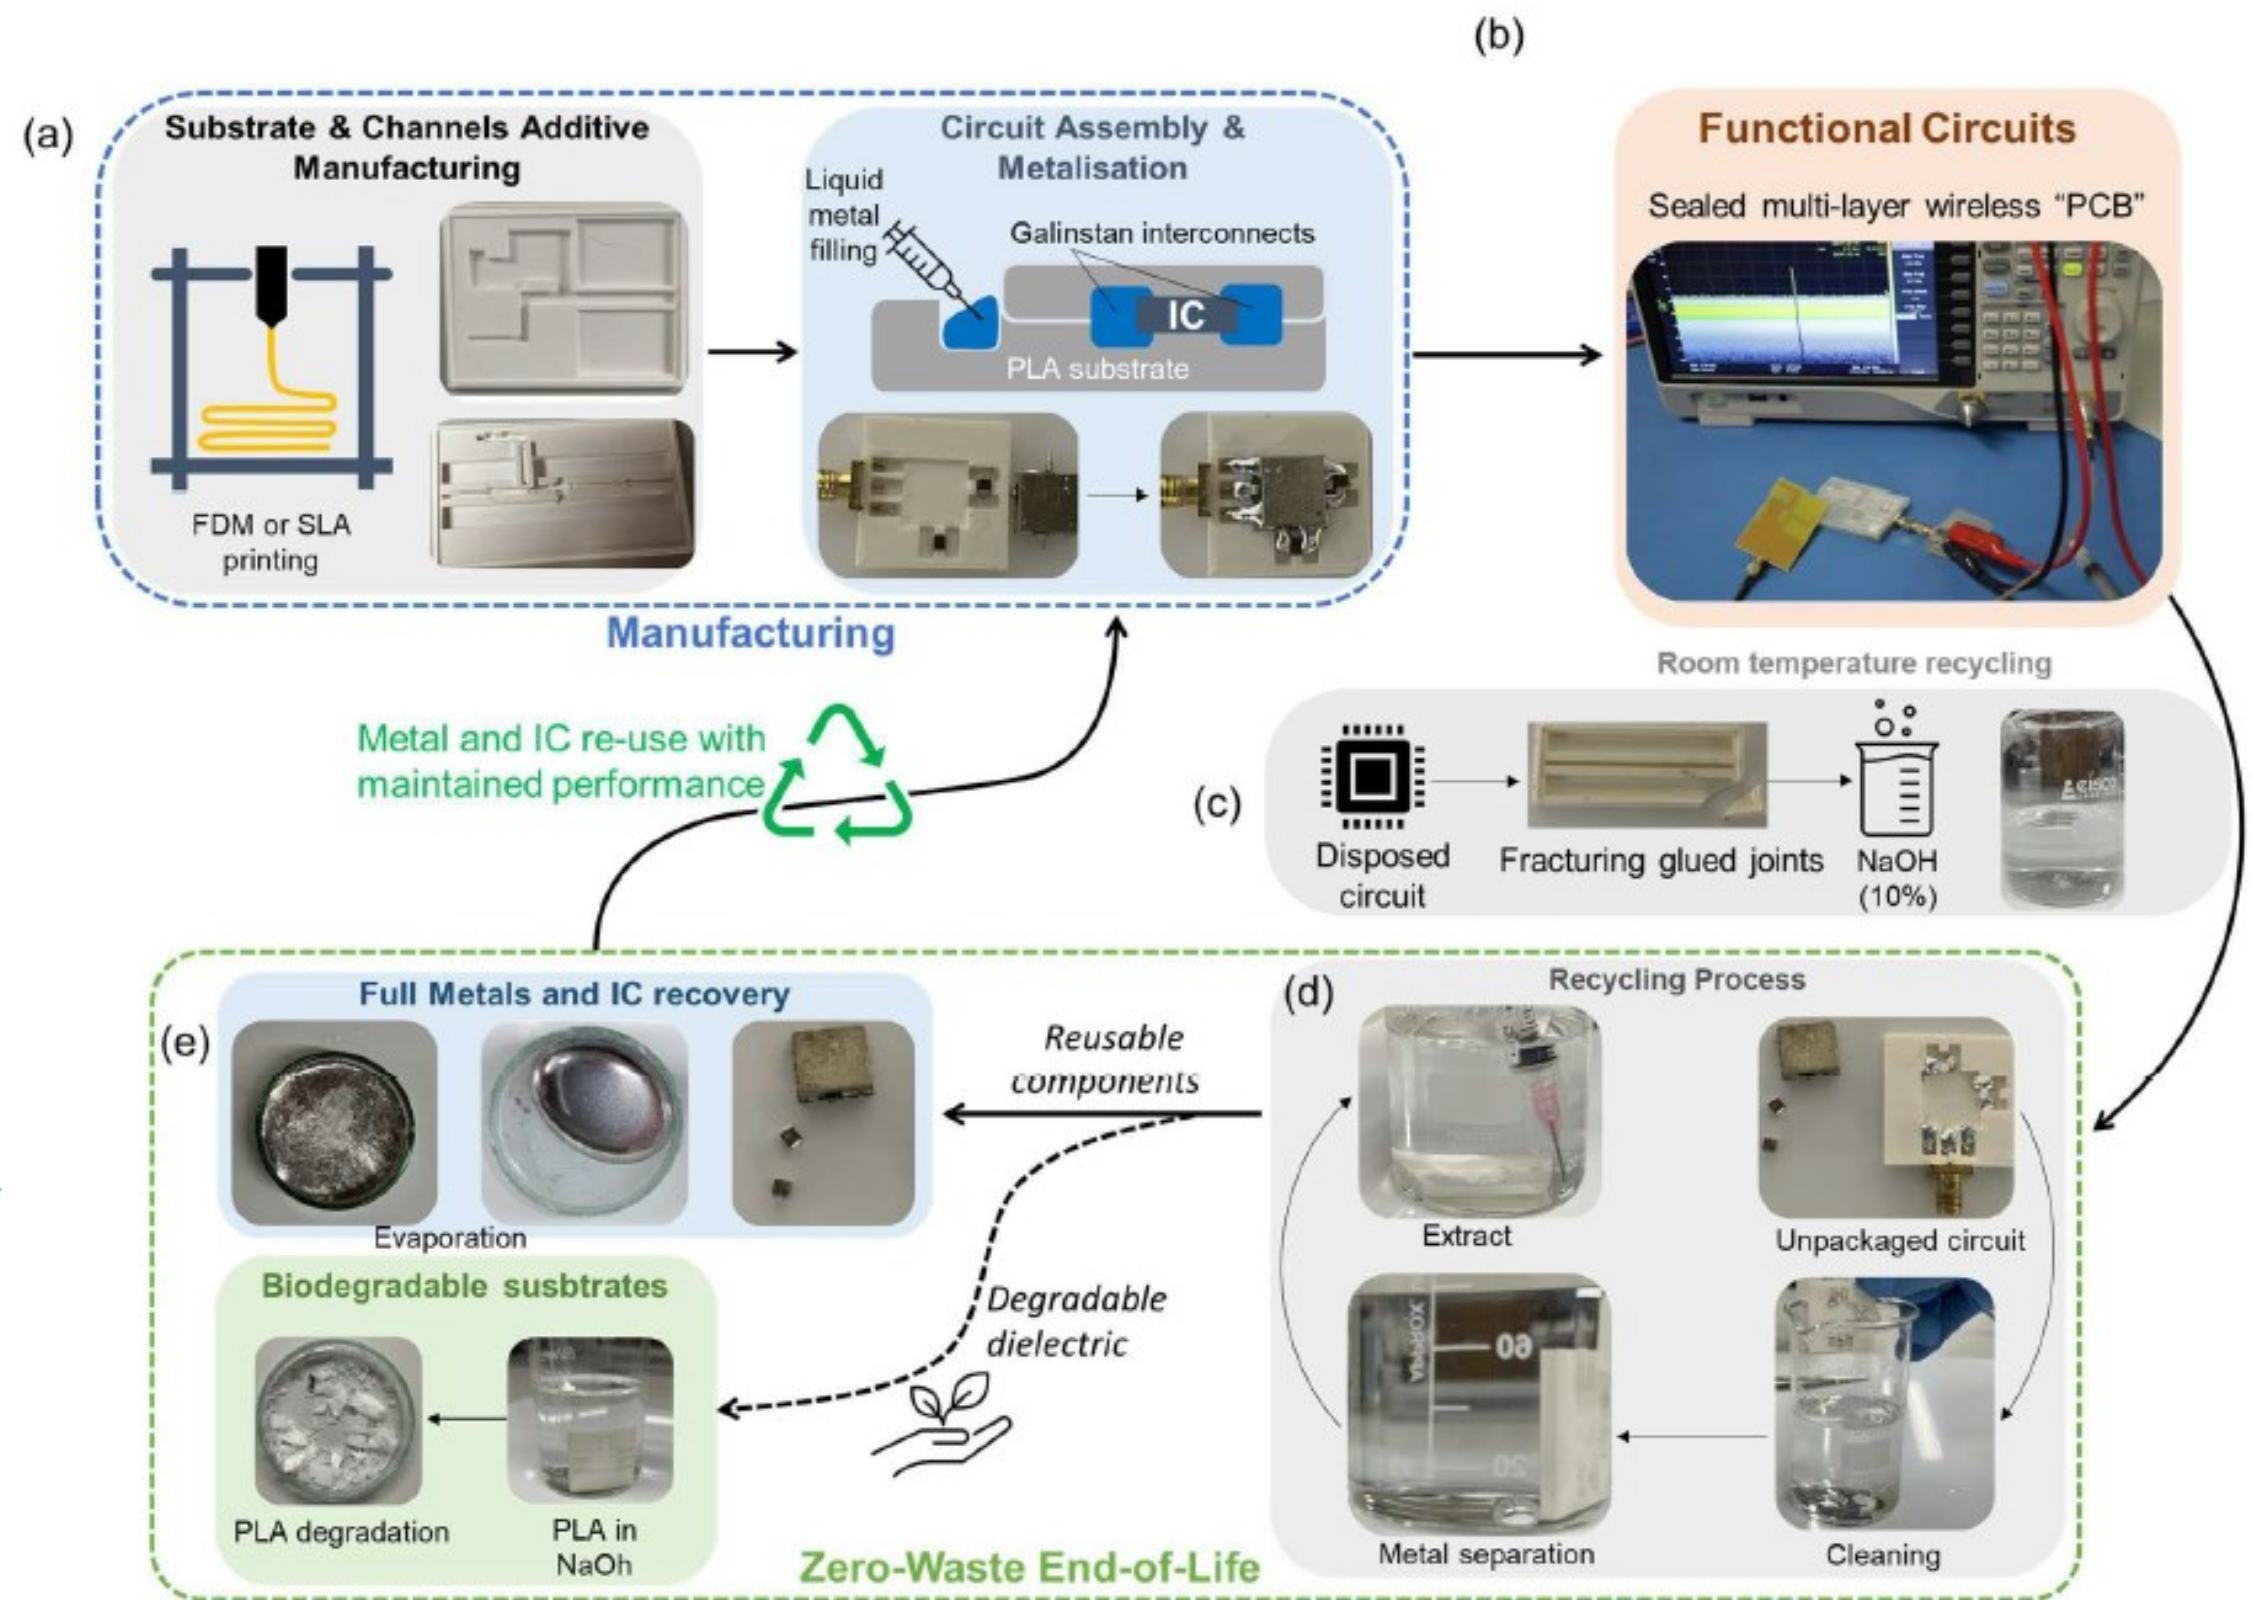 (a)
Substrate & Channels Additive
Manufacturing
FDM or SLA
printing
Circuit Assembly &
Metalisation
Liquid
metal
filling
Galinstan interconnects
IC
PLA substrate
Manufacturing
(b)
Functional Circuits
Sealed multi-layer wireless “PCB”
Room temperature recycling
(c)
Disposed
circuit
Fracturing glued joints
NaOH
(10%)
Metal and IC re-use with
maintained performance
(d)
Recycling Process
Extract
Unpackaged circuit
60
20
Metal separation
Cleaning
Reusable
components
Degradable
dielectric
(e)
Full Metals and IC recovery
Evaporation
Biodegradable susbtrates
PLA degradation
PLA in
NaOh
Zero-Waste End-of-Life